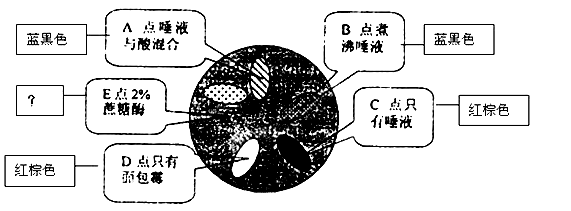 蓝黑色
A 点唾液
与酸混合
B 点煮
沸唾液
蓝黑色
?
E点2%
蔗糖酶
C 点只
有唾液
红棕色
红棕色
D 点只有
面包霉